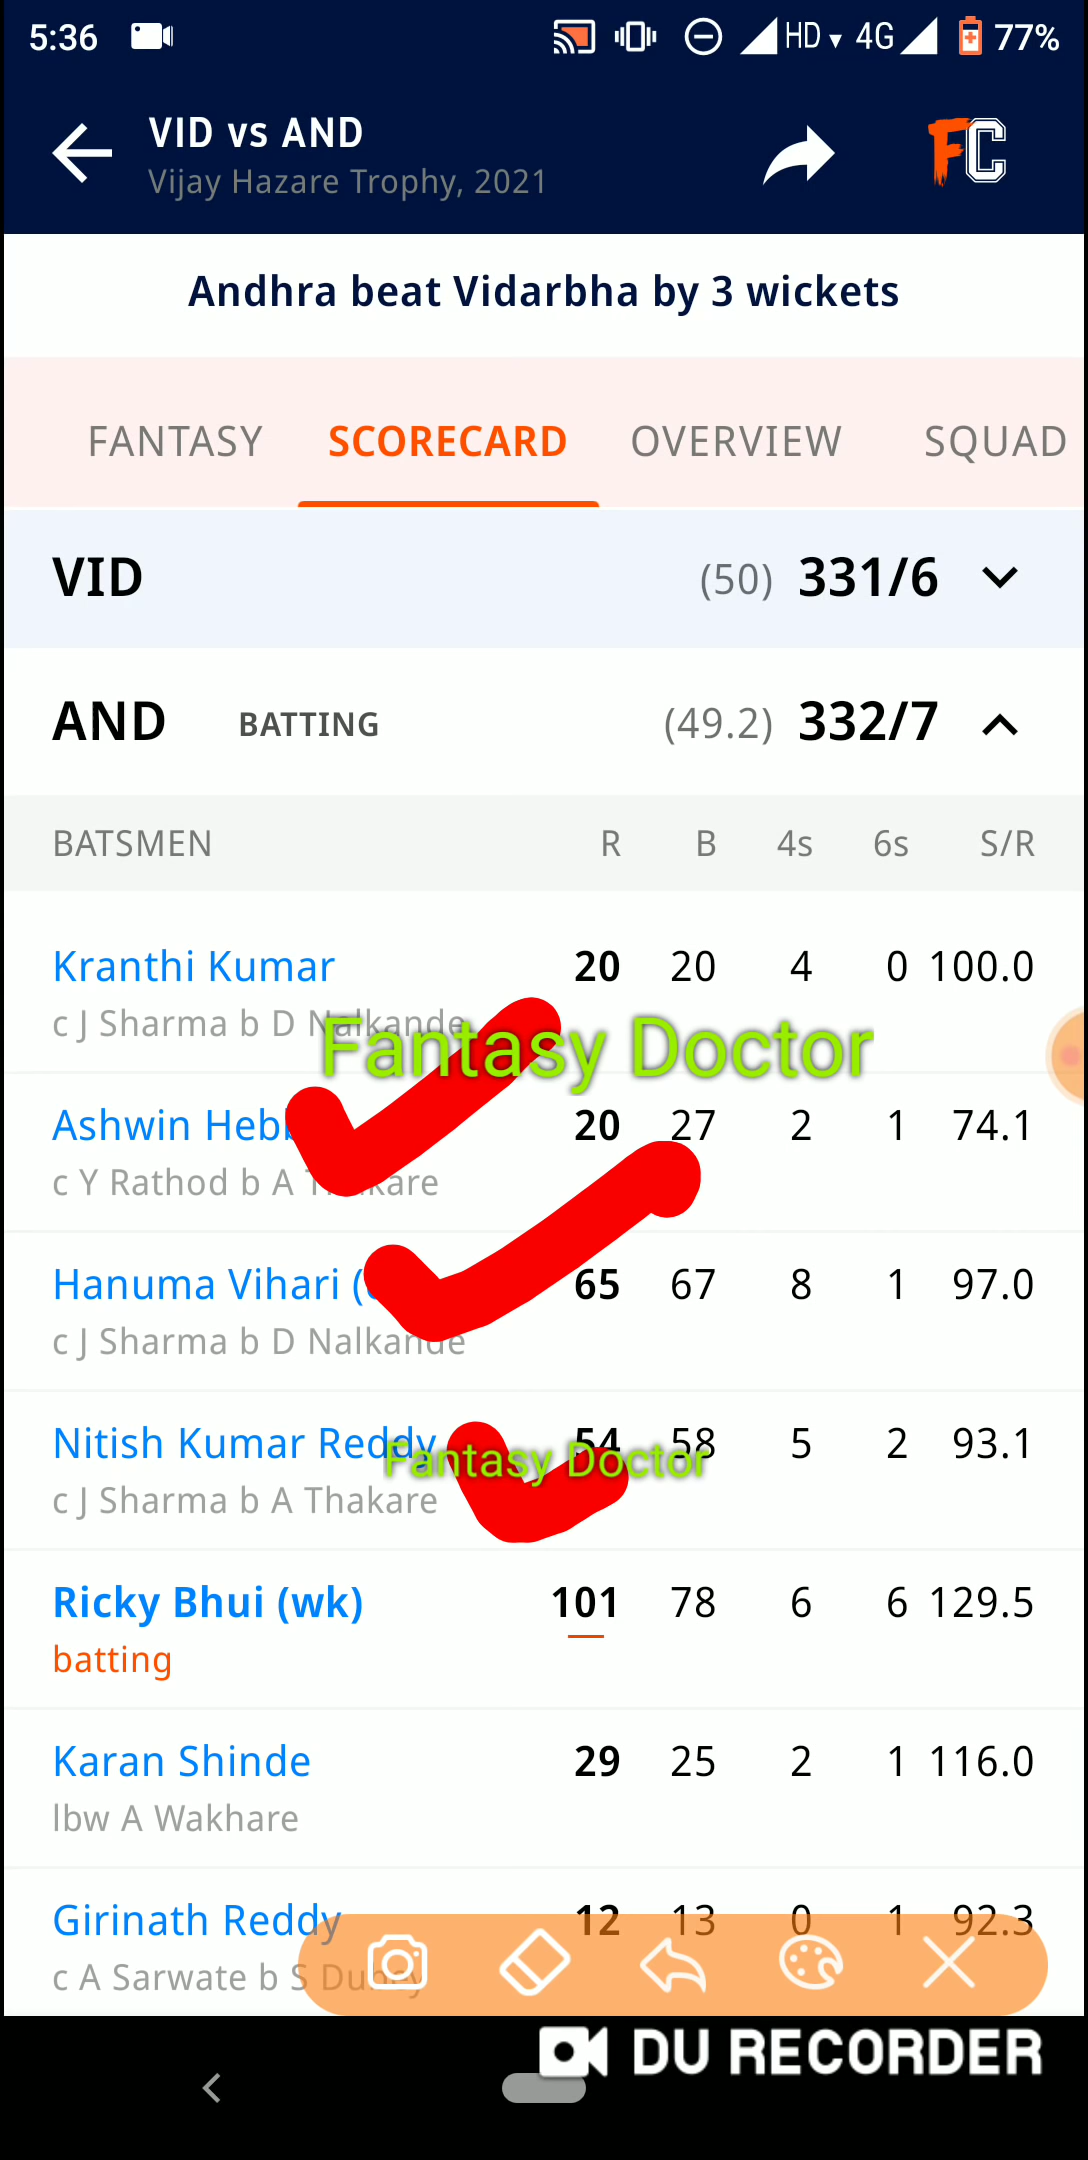 5:36 HD 4G 77%
VID vs AND
Vijay Hazare Trophy, 2021
FC
Andhra beat Vidarbha by 3 wickets
FANTASY SCORECARD OVERVIEW SQUAD
VID (50) 331/6
AND BATTING (49.2) 332/7
BATSMEN R B 4s 6s S/R
Kranthi Kumar 20 20 4 0 100.0
c J Sharma b D Nalkande
Fantasy Doctor
Ashwin 20 27 2 1 74.1
c Y Rathod b A Thakare
Hanuma Vihari 65 67 8 1 97.0
c J Sharma b D Nalkande
Nitish Kumar Reddy 54 58 5 2 93.1
Fantasy Doctor
c J Sharma b A Thakare
Ricky Bhui (wk) 101 78 6 6 129.5
batting
Karan Shinde 29 25 2 1 116.0
lbw A Wakhare
Girinath Reddy 12 13 0 1 92.3
c A Sarwate b S Dubey
DU RECORDER